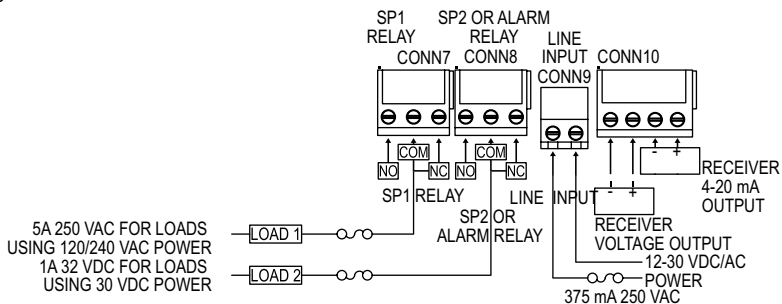 SP1
RELAY
CONN7
SP2 OR ALARM
RELAY
CONN8
LINE
INPUT
CONN9
CONN10
NO
COM
NC
NO
COM
NC
- +
- +
SP1 RELAY
LINE INPUT
SP2 OR
ALARM RELAY
RECEIVER
4-20 mA
OUTPUT
RECEIVER
VOLTAGE OUTPUT
5A 250 VAC FOR LOADS
USING 120/240 VAC POWER
LOAD 1
1A 32 VDC FOR LOADS
USING 30 VDC POWER
LOAD 2
12-30 VDC/AC
POWER
375 mA 250 VAC